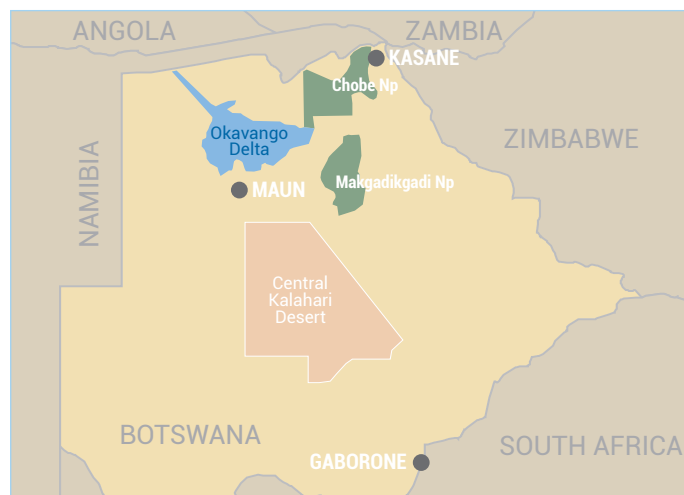 ANGOLA
ZAMBIA
KASANE
Chobe Np
Okavango
Delta
ZIMBABWE
NAMIBIA
MAUN
Makgadikgadi Np
Central
Kalahari
Desert
BOTSWANA
GABORONE
SOUTH AFRICA